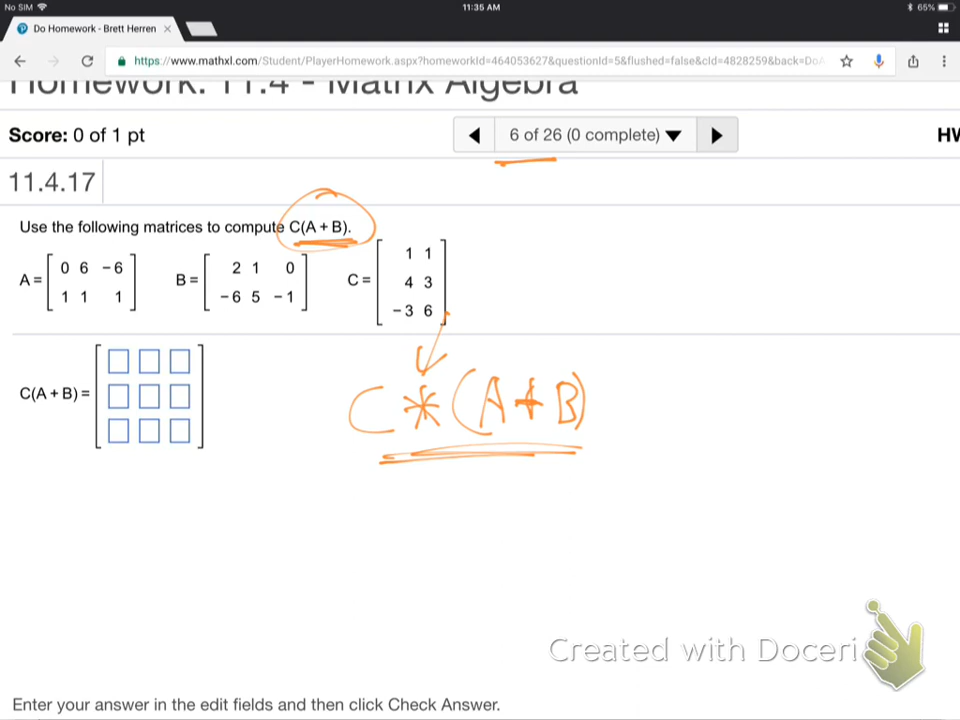 No SIM 11:35 AM 65%
Do Homework - Brett Herren ×
https://www.mathxl.com/Student/PlayerHomework.aspx?homeworkId=464053627&questionId=5&flushed=false&cId=4828259&back=DoA
Homework: 11.4 - Matrix Algebra
Score: 0 of 1 pt 6 of 26 (0 complete) HW
11.4.17
Use the following matrices to compute C(A + B).
0 6 -6 2 1 0 1 1
A = B = C = 4 3
1 1 1 -6 5 -1 -3 6
C(A + B) =
C * (A + B)
Created with Doceri
Enter your answer in the edit fields and then click Check Answer.